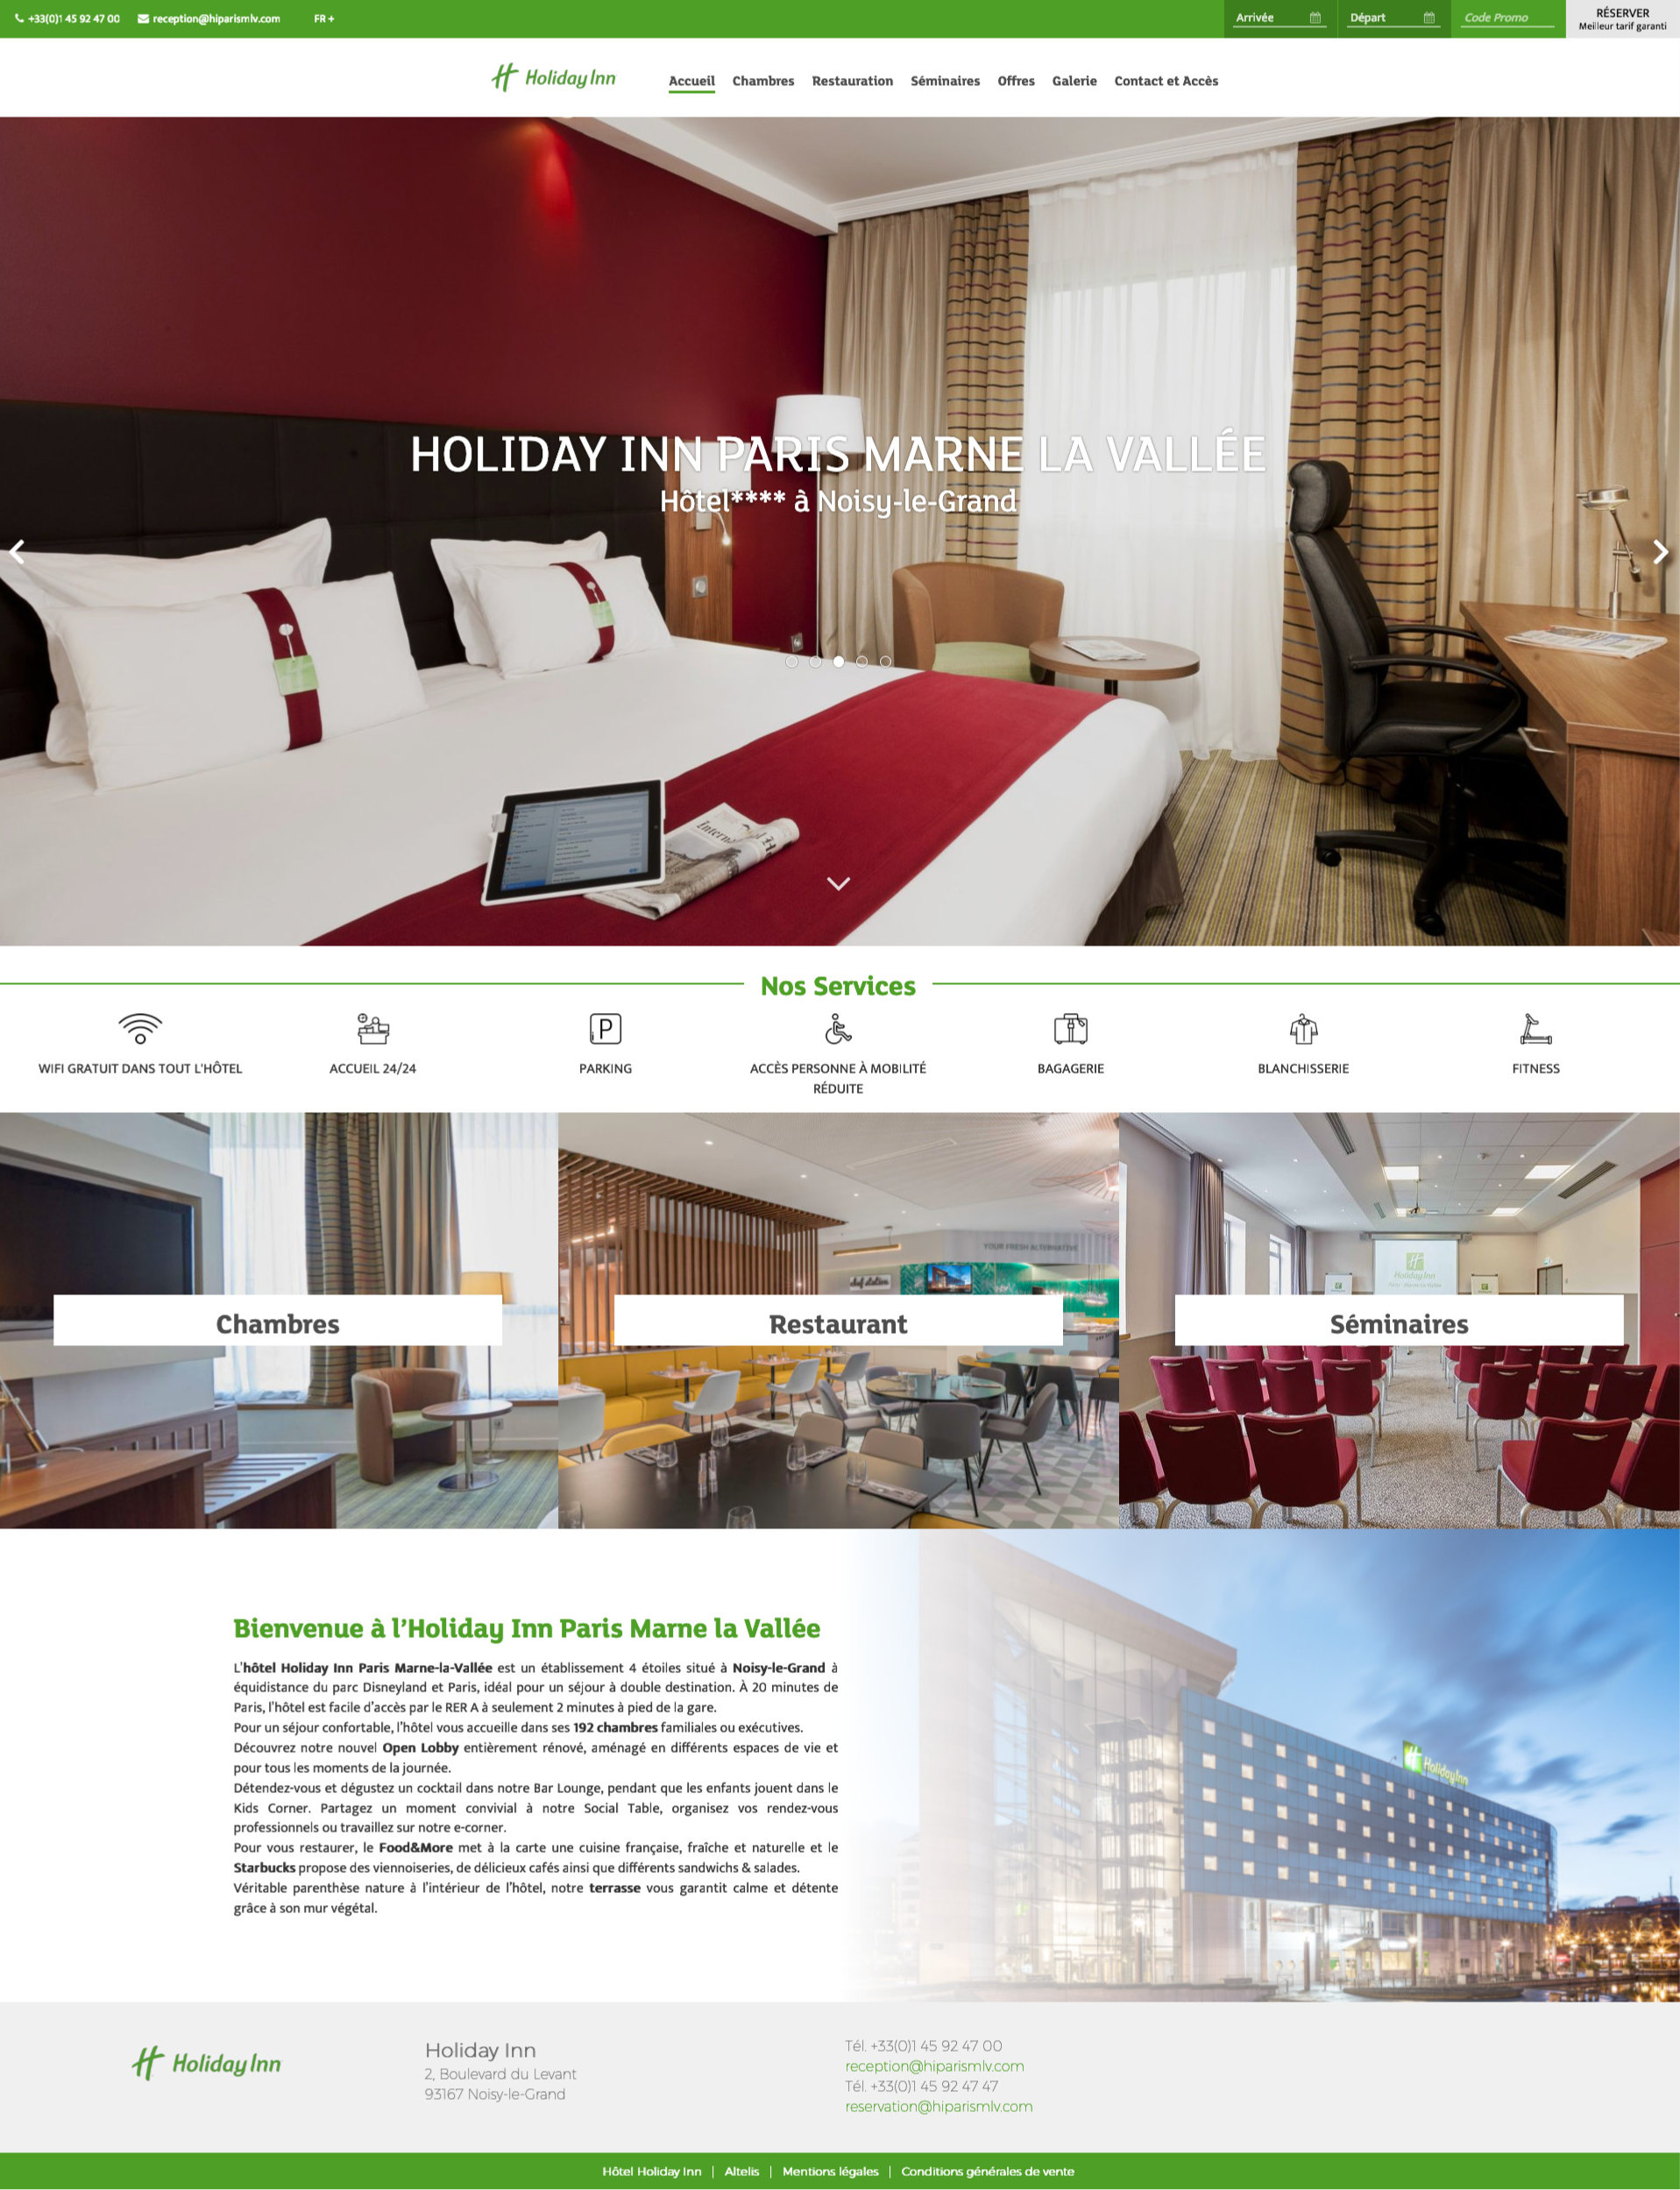 +33(0)1 45 92 47 00 reception@hiparismlv.com FR +
Arrivée Départ Code Promo RÉSERVER
Meilleur tarif garanti
Holiday Inn Accueil Chambres Restauration Séminaires Offres Galerie Contact et Accès
HOLIDAY INN PARIS MARNE LA VALLÉE
Hôtel**** à Noisy-le-Grand
Nos Services
WIFI GRATUIT DANS TOUT L'HÔTEL
ACCUEIL 24/24
PARKING
ACCÈS PERSONNE À MOBILITÉ
RÉDUITE
BAGAGERIE
BLANCHISSERIE
FITNESS
YOUR FRESH ALTERNATIVE
chef station
Holiday Inn
Chambres
Restaurant
Séminaires
Bienvenue à l'Holiday Inn Paris Marne la Vallée
L'hôtel Holiday Inn Paris Marne-la-Vallée est un établissement 4 étoiles situé à Noisy-le-Grand à
équidistance du parc Disneyland et Paris, idéal pour un séjour à double destination. À 20 minutes de
Paris, l'hôtel est facile d'accès par le RER A à seulement 2 minutes à pied de la gare.
Pour un séjour confortable, l'hôtel vous accueille dans ses 192 chambres familiales ou exécutives.
Découvrez notre nouvel Open Lobby entièrement rénové, aménagé en différents espaces de vie et
pour tous les moments de la journée.
Détendez-vous et dégustez un cocktail dans notre Bar Lounge, pendant que les enfants jouent dans le
Kids Corner. Partagez un moment convivial à notre Social Table, organisez vos rendez-vous
professionnels ou travaillez sur notre e-corner.
Pour vous restaurer, le Food&More met à la carte une cuisine française, fraîche et naturelle et le
Starbucks propose des viennoiseries, de délicieux cafés ainsi que différents sandwichs & salades.
Véritable parenthèse nature à l'intérieur de l'hôtel, notre terrasse vous garantit calme et détente
grâce à son mur végétal.
Holiday Inn
Holiday Inn
Holiday Inn
2, Boulevard du Levant
93167 Noisy-le-Grand
Tél. +33(0)1 45 92 47 00
reception@hiparismlv.com
Tél. +33(0)1 45 92 47 47
reservation@hiparismlv.com
Hôtel Holiday Inn | Altelis | Mentions légales | Conditions générales de vente